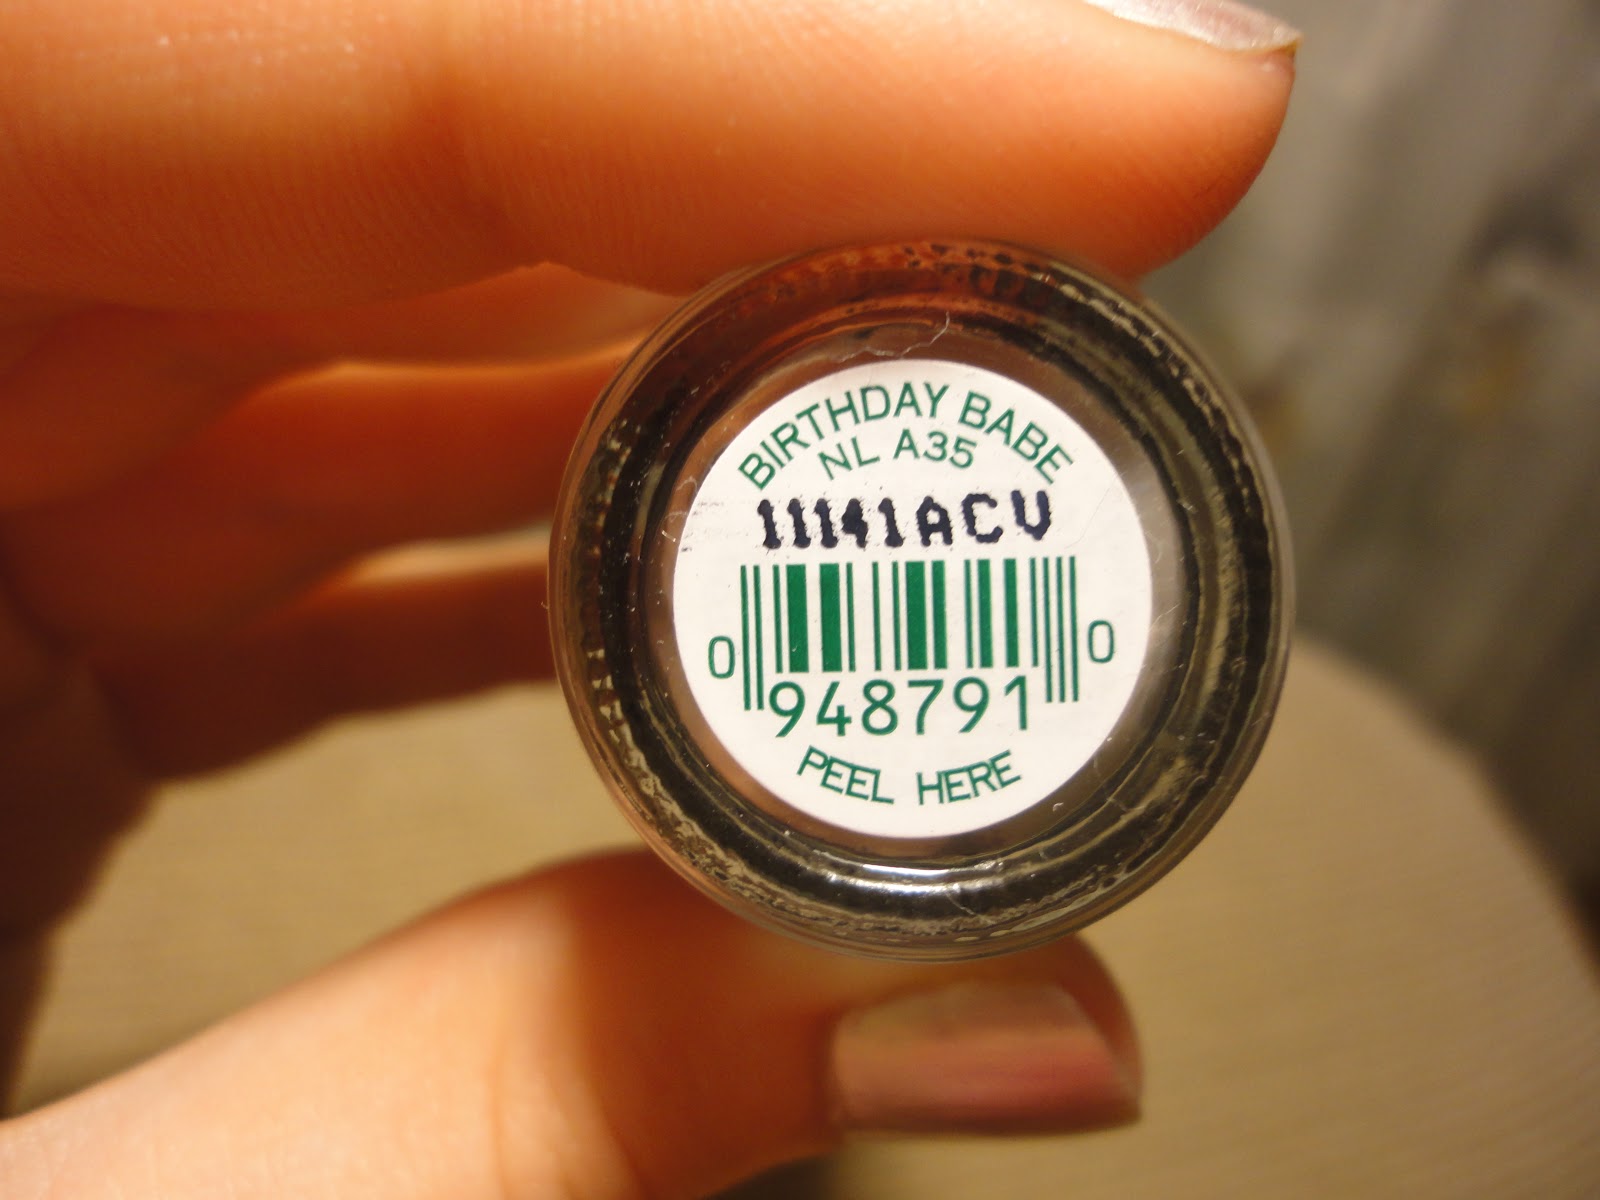 BIRTHDAY BABE
NL A35
11141ACV
0 948791 0
PEEL HERE